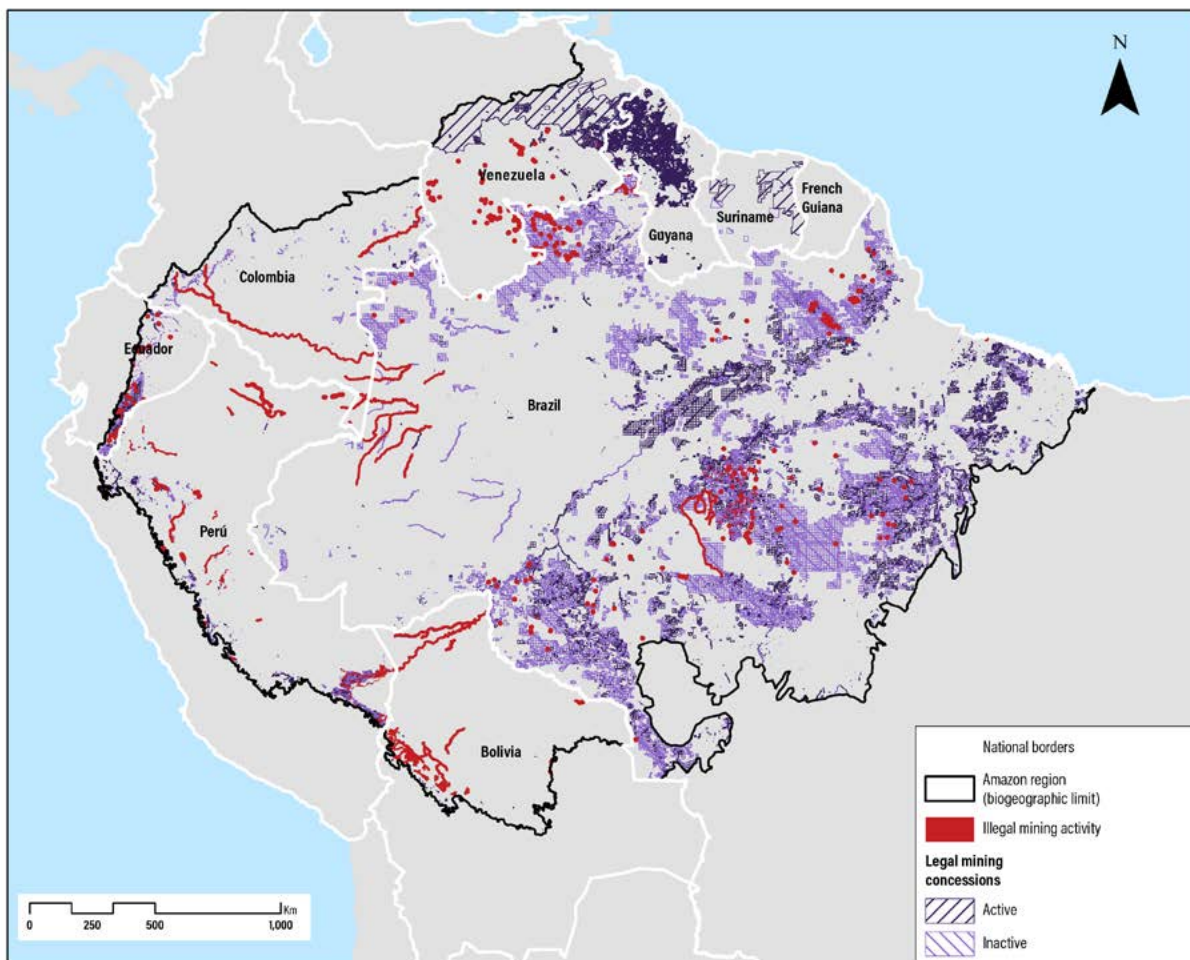 N
Venezuela
French
Guiana
Suriname
Guyana
Colombia
Ecuador
Brazil
Perú
Bolivia
National borders
Amazon region
(biogeographic limit)
Illegal mining activity
Legal mining
concessions
Active
Inactive
Km
0 250 500 1,000